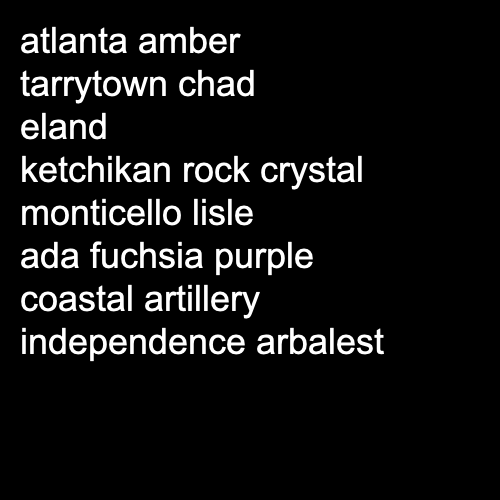 atlanta amber
tarrytown chad
eland
ketchikan rock crystal
monticello lisle
ada fuchsia purple
coastal artillery
independence arbalest